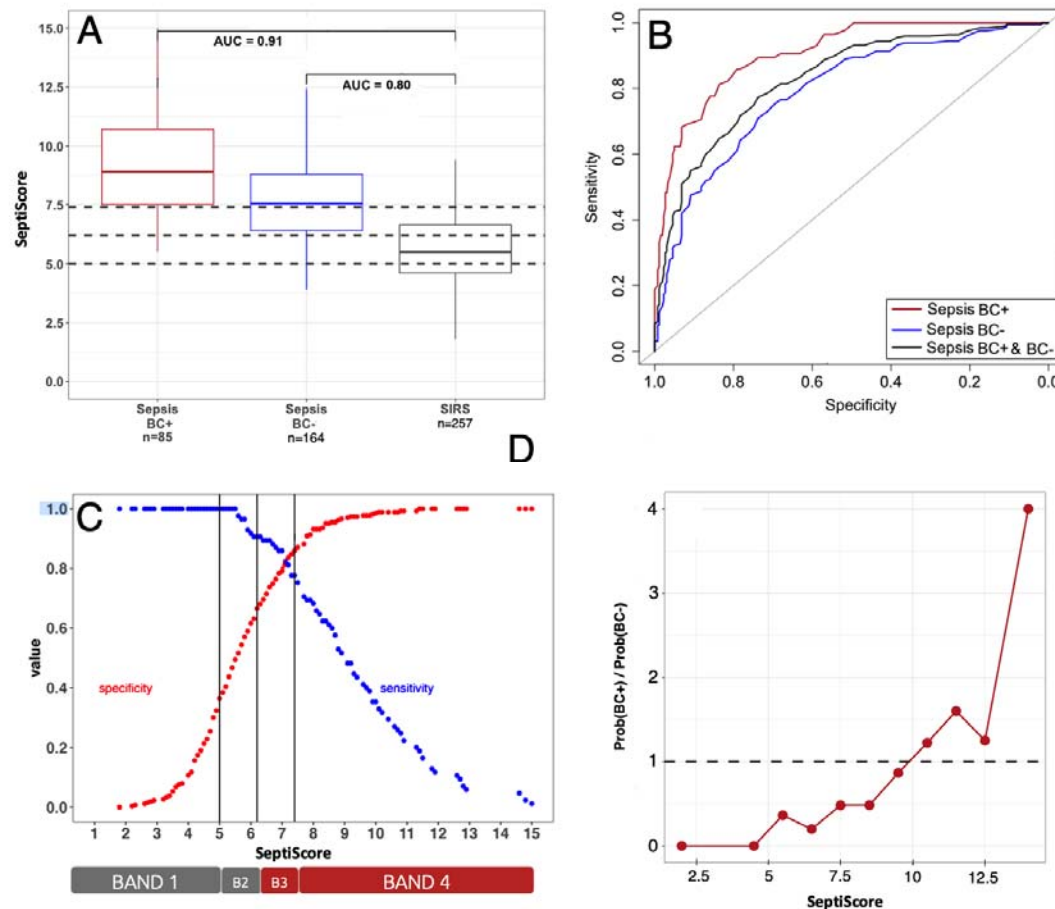 A
SeptiScore
15.0
12.5
10.0
7.5
5.0
2.5
0.0
AUC = 0.91
AUC = 0.80
Sepsis
BC+
n=85
Sepsis
BC-
n=164
SIRS
n=257
B
Sensitivity
1.0
0.8
0.6
0.4
0.2
0.0
Sepsis BC+
Sepsis BC-
Sepsis BC+ & BC-
1.0 0.8 0.6 0.4 0.2 0.0
Specificity
C
value
1.0
0.8
0.6
0.4
0.2
0.0
specificity
sensitivity
1 2 3 4 5 6 7 8 9 10 11 12 13 14 15
SeptiScore
BAND 1 B2 B3 BAND 4
D
Prob(BC+) / Prob(BC-)
4
3
2
1
0
2.5 5 7.5 10 12.5
SeptiScore